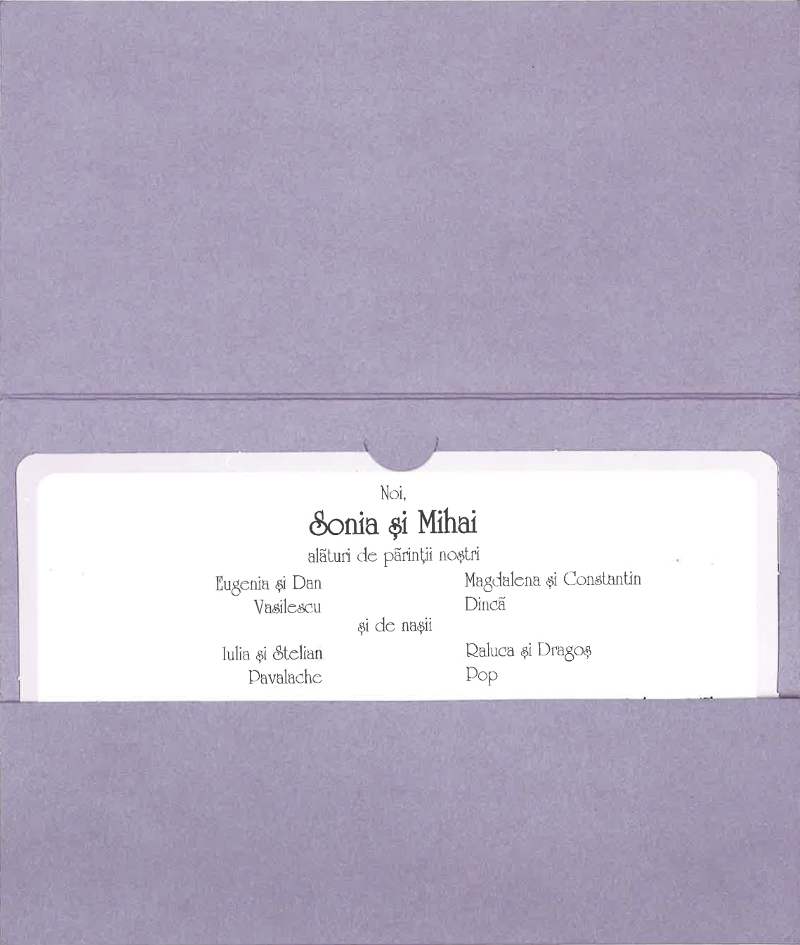 Noi,
Sonia și Mihai
alături de părinții noștri
Eugenia și Dan
Vasilescu
Magdalena și Constantin
Dincă
și de nașii
Iulia și Stelian
Pavalache
Raluca și Dragoș
Pop